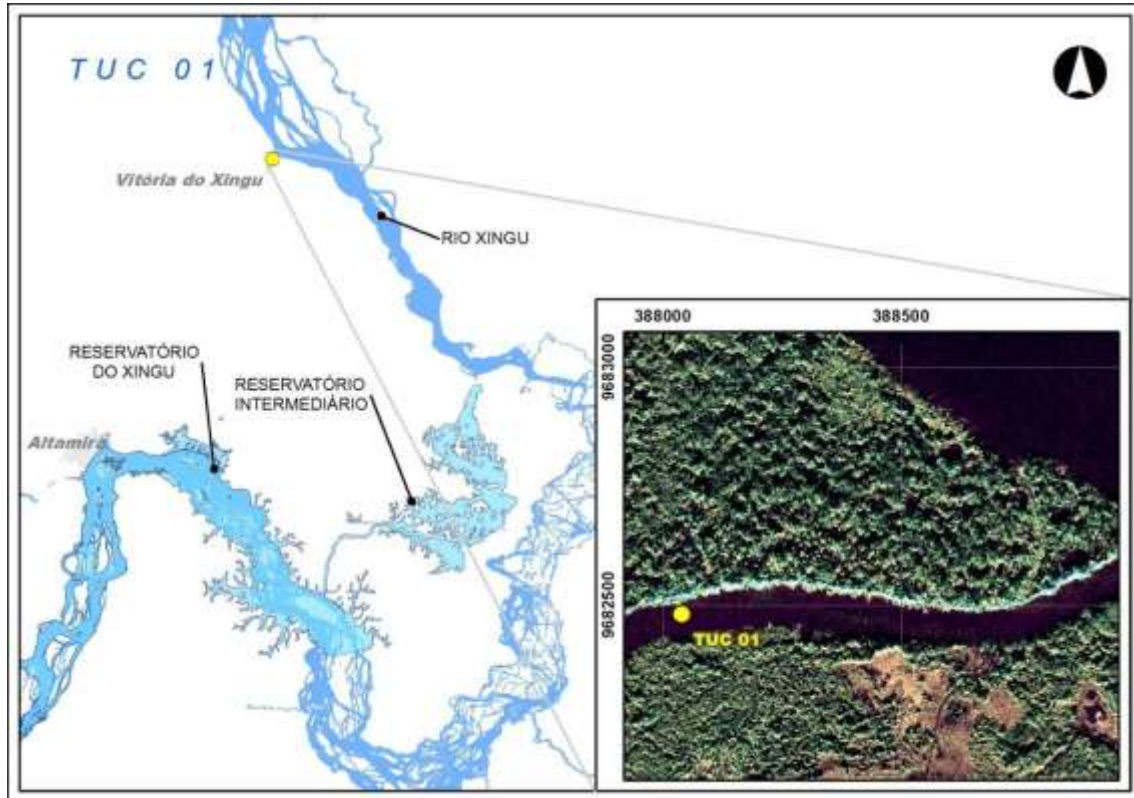 TUC 01
Vitória do Xingu
RIO XINGU
RESERVATÓRIO
DO XINGU
RESERVATÓRIO
INTERMEDIÁRIO
Altamira
388000
388500
9683000
9682500
TUC 01